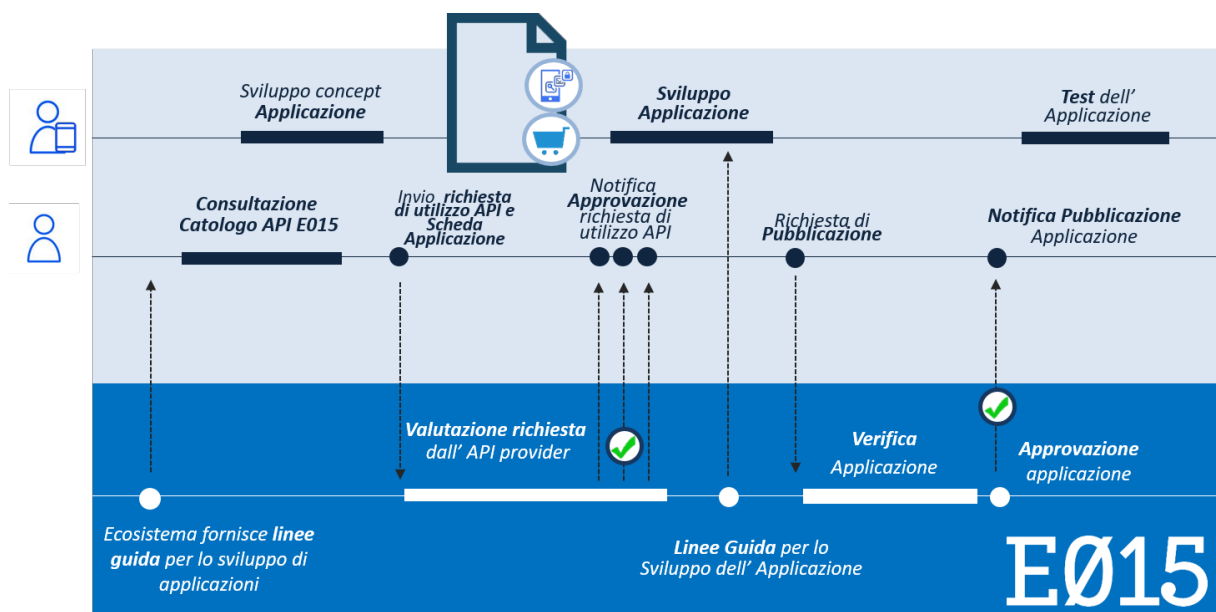 Sviluppo concept
Applicazione
Sviluppo
Applicazione
Test dell'
Applicazione
Consultazione
Catologo API E015
Invio richiesta
di utilizzo API e
Scheda
Applicazione
Notifica
Approvazione
richiesta di
utilizzo API
Richiesta di
Pubblicazione
Notifica Pubblicazione
Applicazione
Valutazione richiesta
dall' API provider
Verifica
Applicazione
Approvazione
applicazione
Ecosistema fornisce linee
guida per lo sviluppo di
applicazioni
Linee Guida per lo
Sviluppo dell' Applicazione
EØ15